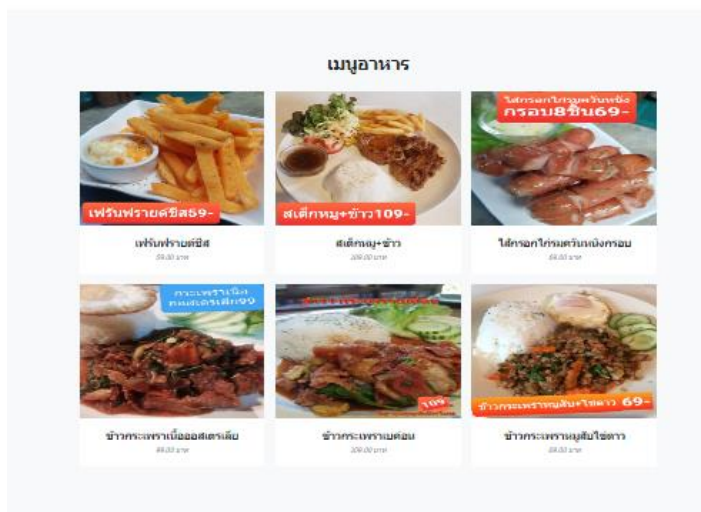 เมนูอาหาร
เฟรันฟรายด์ชีส59-
สเต็กหมู+ข้าว109-
ไส้กรอกไก่รมควันหนัง
กรอบ8ชิ้น69-
เฟรันฟรายด์ชีส
59.00 บาท
สเต็กหมู+ข้าว
109.00 บาท
ไส้กรอกไก่รมควันหนังกรอบ
69.00 บาท
109-
ข้าวกระเพราหมูสับ+ไข่ดาว 69-
ข้าวกระเพราเนื้อออสเตรเลีย
99.00 บาท
ข้าวกระเพราเบค่อน
109.00 บาท
ข้าวกระเพราหมูสับไข่ดาว
69.00 บาท